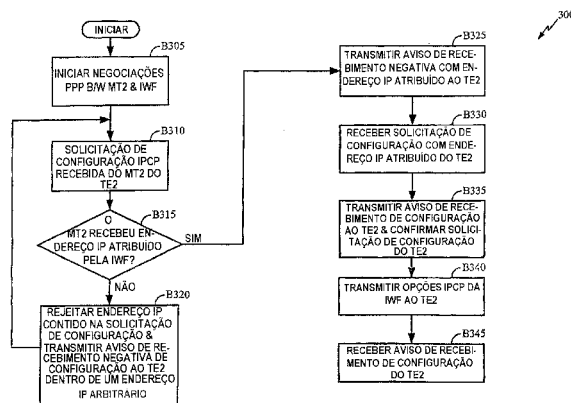 300
INICIAR
B305
INICIAR NEGOCIAÇÕES
PPP B/W MT2 & IWF
B310
SOLICITAÇÃO DE
CONFIGURAÇÃO IPCP
RECEBIDA DO MT2 DO
TE2
B315
O
MT2 RECEBEU EN-
DEREÇO IP ATRIBUÍDO
PELA IWF?
SIM
NÃO
B320
REJEITAR ENDEREÇO IP
CONTIDO NA SOLICITAÇÃO
DE CONFIGURAÇÃO &
TRANSMITIR AVISO DE RE-
CEBIMENTO NEGATIVA DE
CONFIGURAÇÃO AO TE2
DENTRO DE UM ENDEREÇO
IP ARBITRARIO
B325
TRANSMITIR AVISO DE RECE-
BIMENTO NEGATIVA COM EN-
DEREÇO IP ATRIBUÍDO AO TE2
B330
RECEBER SOLICITAÇÃO DE
CONFIGURAÇÃO COM ENDE-
REÇO IP ATRIBUÍDO DO TE2
B335
TRANSMITIR AVISO DE RECE-
BIMENTO DE CONFIGURAÇÃO
AO TE2 & CONFIRMAR SOLICI-
TAÇÃO DE CONFIGURAÇÃO
DO TE2
B340
TRANSMITIR OPÇÕES IPCP DA
IWF AO TE2
B345
RECEBER AVISO DE RECEBI-
MENTO DE CONFIGURAÇÃO
DO TE2